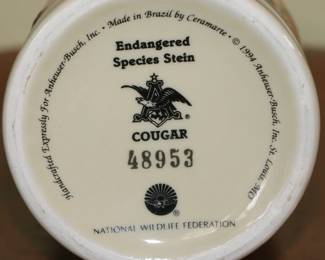 Handcrafted Expressly For Anheuser-Busch, Inc. • Made in Brazil by Ceramarte • © 1994 Anheuser-Busch, Inc. St. Louis, MO
Endangered
Species Stein
®
COUGAR
48953
®
NATIONAL WILDLIFE FEDERATION